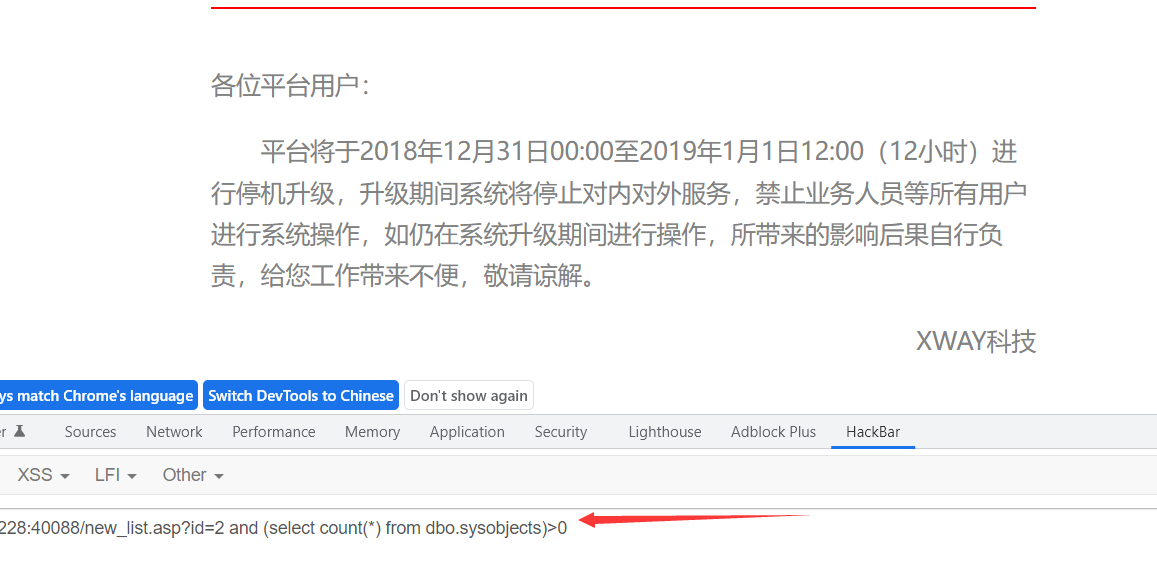 各位平台用户：
平台将于2018年12月31日00:00至2019年1月1日12:00（12小时）进
行停机升级，升级期间系统将停止对内对外服务，禁止业务人员等所有用户
进行系统操作，如仍在系统升级期间进行操作，所带来的影响后果自行负
责，给您工作带来不便，敬请谅解。
XWAY科技
ys match Chrome's language Switch DevTools to Chinese Don't show again
r Sources Network Performance Memory Application Security Lighthouse Adblock Plus HackBar
XSS LFI Other
228:40088/new_list.asp?id=2 and (select count(*) from dbo.sysobjects)>0